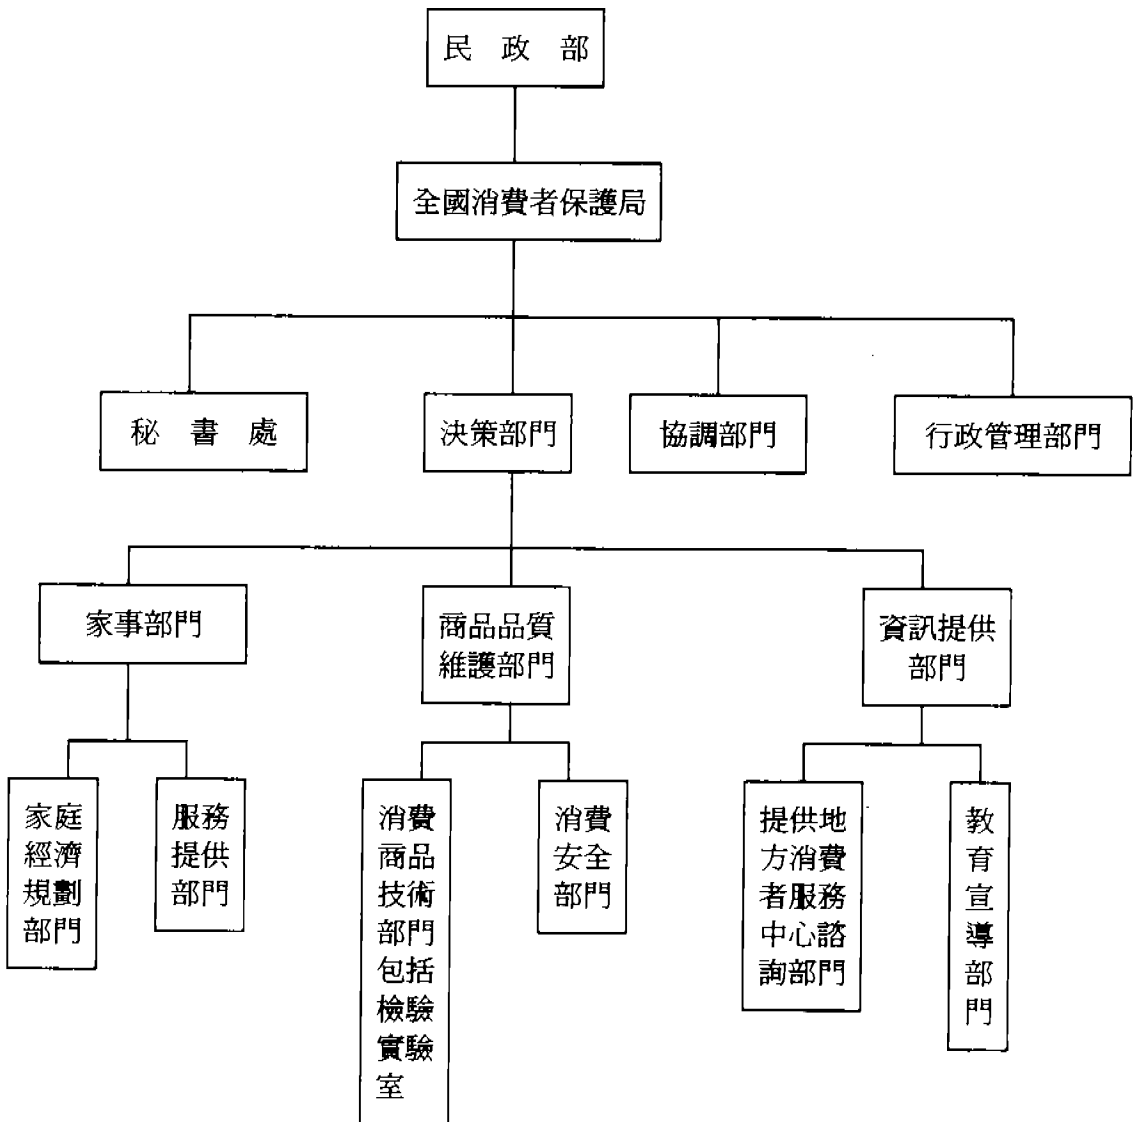 民政部
全國消費者保護局
秘書處
決策部門
協調部門
行政管理部門
家事部門
商品品質
維護部門
資訊提供
部門
家庭
經濟
規劃
部門
服務
提供
部門
消費
商品
技術
部門
包括
檢驗
實驗
室
消費
安全
部門
提供地
方消費
者服務
中心諮
詢部門
教
育
宣
導
部
門